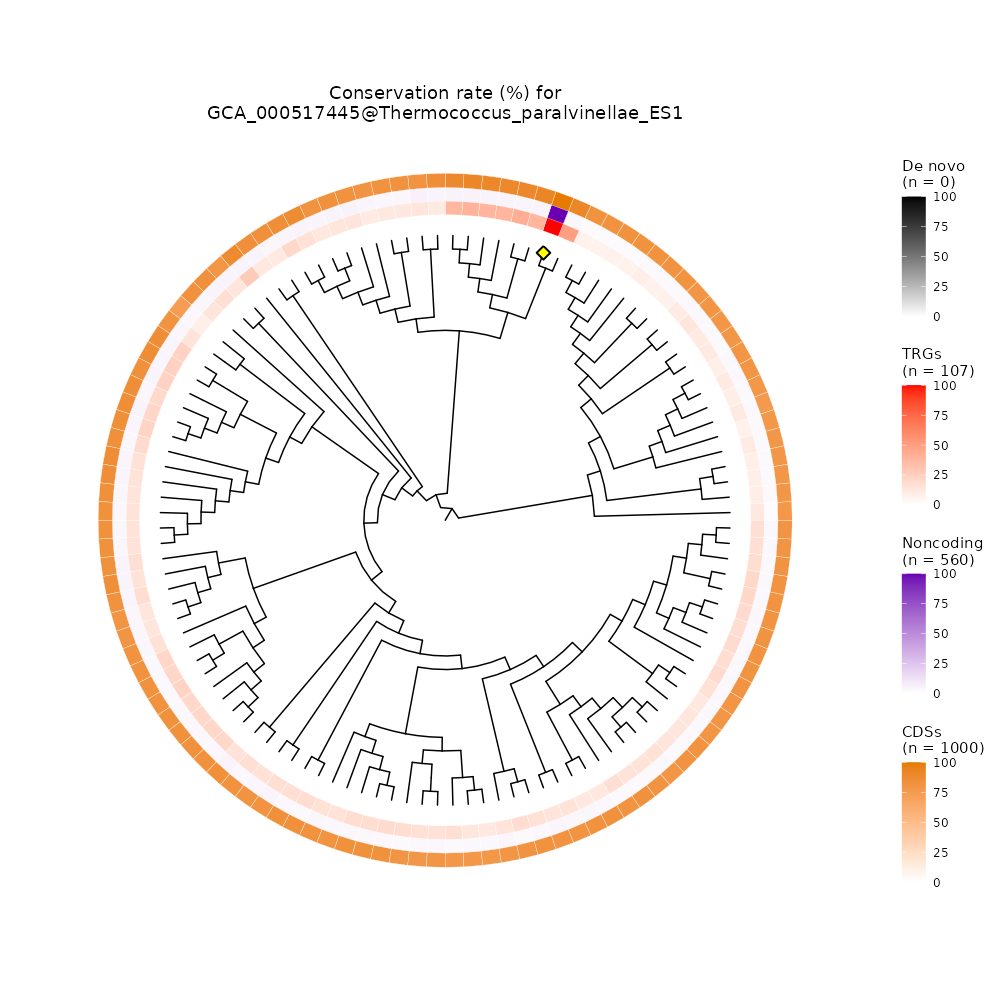 Conservation rate (%) for
GCA_000517445@Thermococcus_paralvinellae_ES1
De novo
(n = 0)
100
75
50
25
0
TRGs
(n = 107)
100
75
50
25
0
Noncoding
(n = 560)
100
75
50
25
0
CDSs
(n = 1000)
100
75
50
25
0